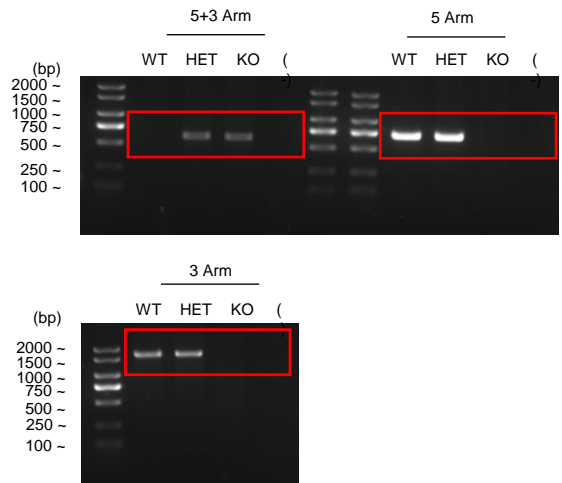 5+3 Arm
5 Arm
WT HET KO (-)
WT HET KO (-)
(bp)
2000 ~
1500 ~
1000 ~
750 ~
500 ~
250 ~
100 ~
3 Arm
WT HET KO (
(bp)
2000 ~
1500 ~
1000 ~
750 ~
500 ~
250 ~
100 ~